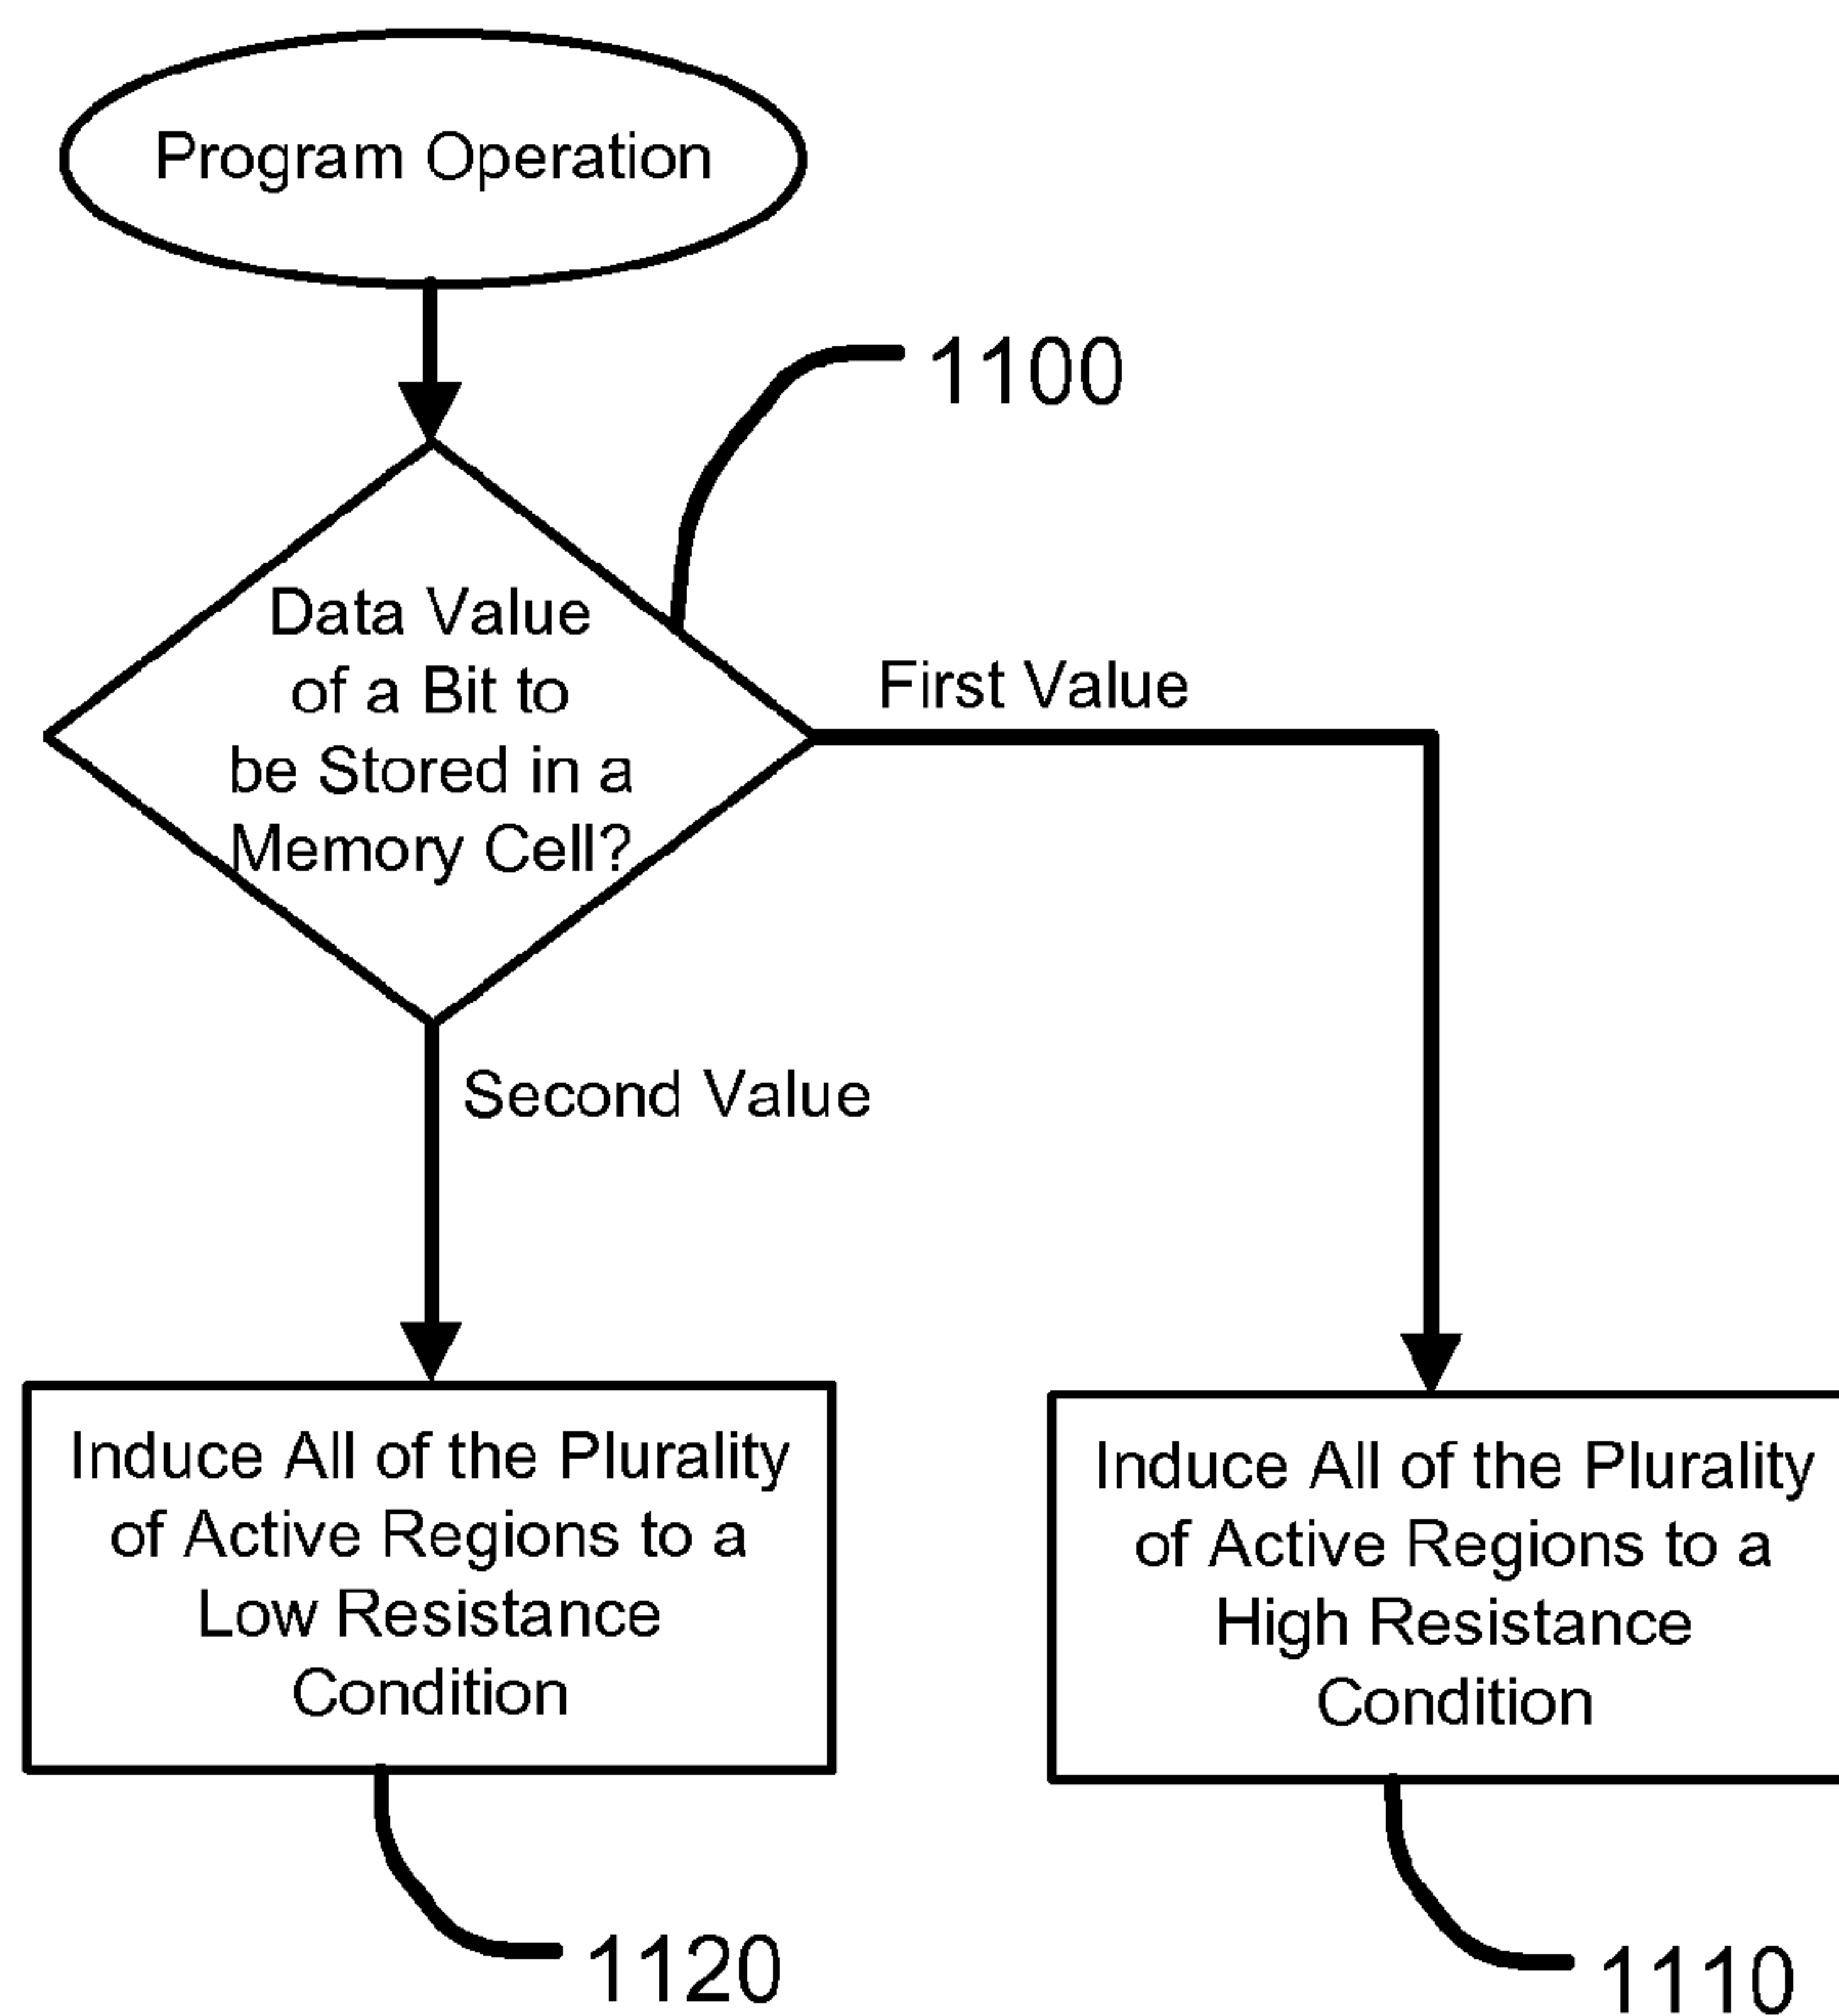 Program Operation
1100
Data Value
of a Bit to
be Stored in a
Memory Cell?
First Value
Second Value
Induce All of the Plurality
of Active Regions to a
Low Resistance
Condition
Induce All of the Plurality
of Active Regions to a
High Resistance
Condition
1120
1110